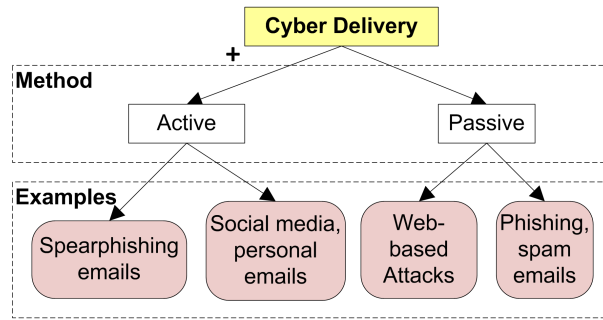 Cyber Delivery
+
Method
Active
Passive
Examples
Spearphishing
emails
Social media,
personal
emails
Web-
based
Attacks
Phishing,
spam
emails